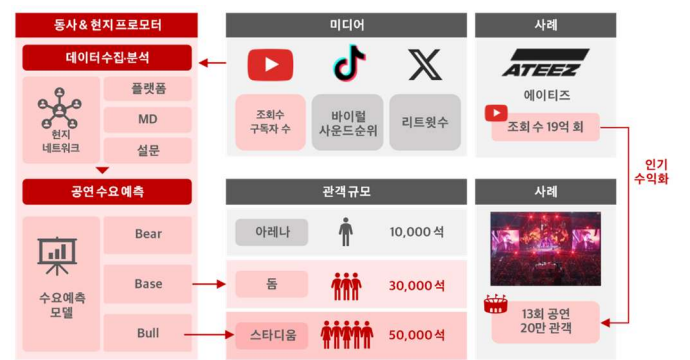 동사 & 현지 프로모터
데이터 수집·분석
현지
네트워크
플랫폼
MD
설문
공연 수요 예측
수요예측
모델
Bear
Base
Bull
미디어
조회수
구독자 수
바이럴
사운드순위
리트윗수
사례
ATEEZ
에이티즈
조회 수 19억 회
인기
수익화
관객 규모
아레나
10,000 석
돔
30,000 석
스타디움
50,000 석
사례
13회 공연
20만 관객